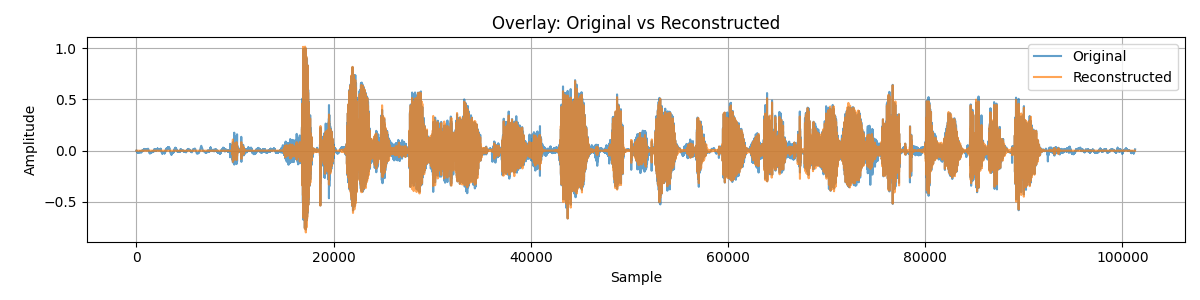 Overlay: Original vs Reconstructed
Amplitude
1.0
0.5
0.0
−0.5
Original
Reconstructed
0 20000 40000 60000 80000 100000
Sample